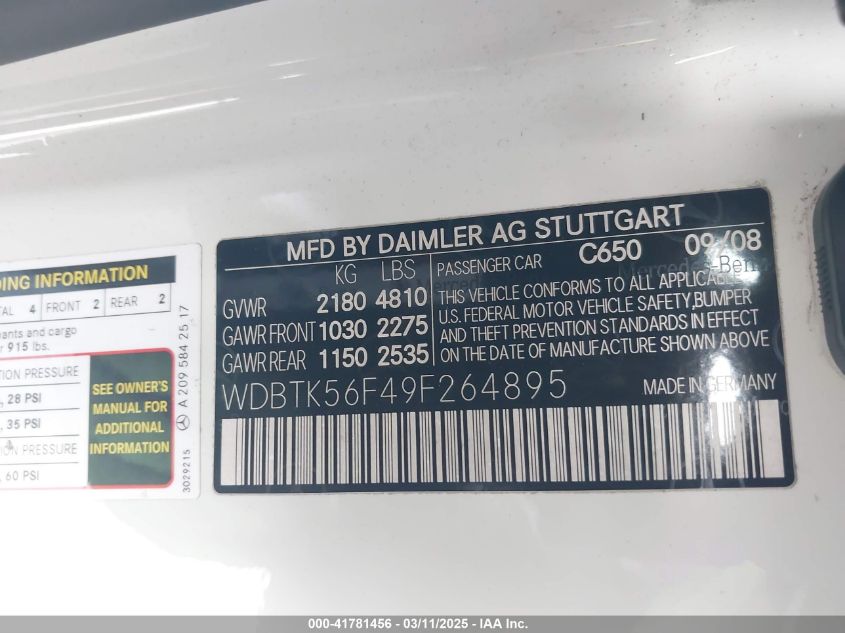 DING INFORMATION
TAL 4 FRONT 2 REAR 2
ants and cargo
915 lbs.
ION PRESSURE
, 28 PSI
, 35 PSI
ION PRESSURE
, 60 PSI
SEE OWNER'S
MANUAL FOR
ADDITIONAL
INFORMATION
A 209 584 25 17
3029215
MFD BY DAIMLER AG STUTTGART
KG LBS
GVWR 2180 4810
GAWR FRONT 1030 2275
GAWR REAR 1150 2535
PASSENGER CAR C650 09/08
THIS VEHICLE CONFORMS TO ALL APPLICABLE
U.S. FEDERAL MOTOR VEHICLE SAFETY, BUMPER
AND THEFT PREVENTION STANDARDS IN EFFECT
ON THE DATE OF MANUFACTURE SHOWN ABOVE
WDBTK56F49F264895
MADE IN GERMANY
000-41781456 - 03/11/2025 - IAA Inc.